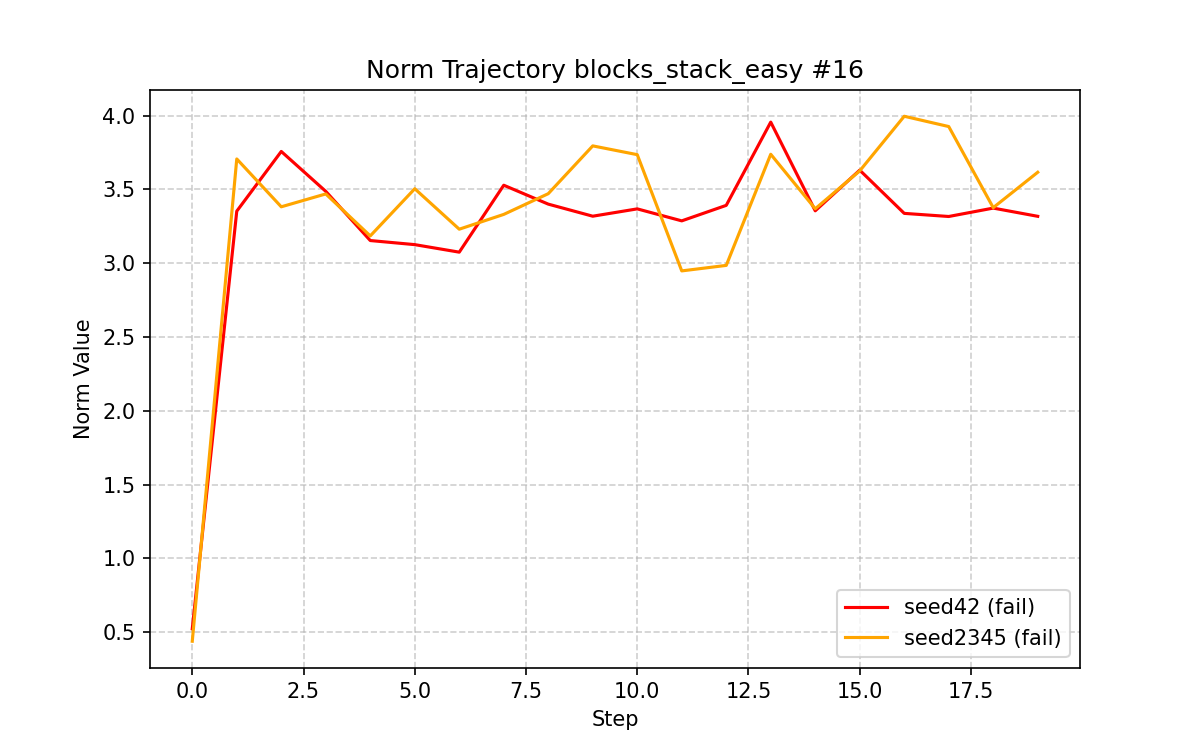 Norm Trajectory blocks_stack_easy #16
Norm Value
4.0
3.5
3.0
2.5
2.0
1.5
1.0
0.5
seed42 (fail)
seed2345 (fail)
0.0 2.5 5.0 7.5 10.0 12.5 15.0 17.5
Step